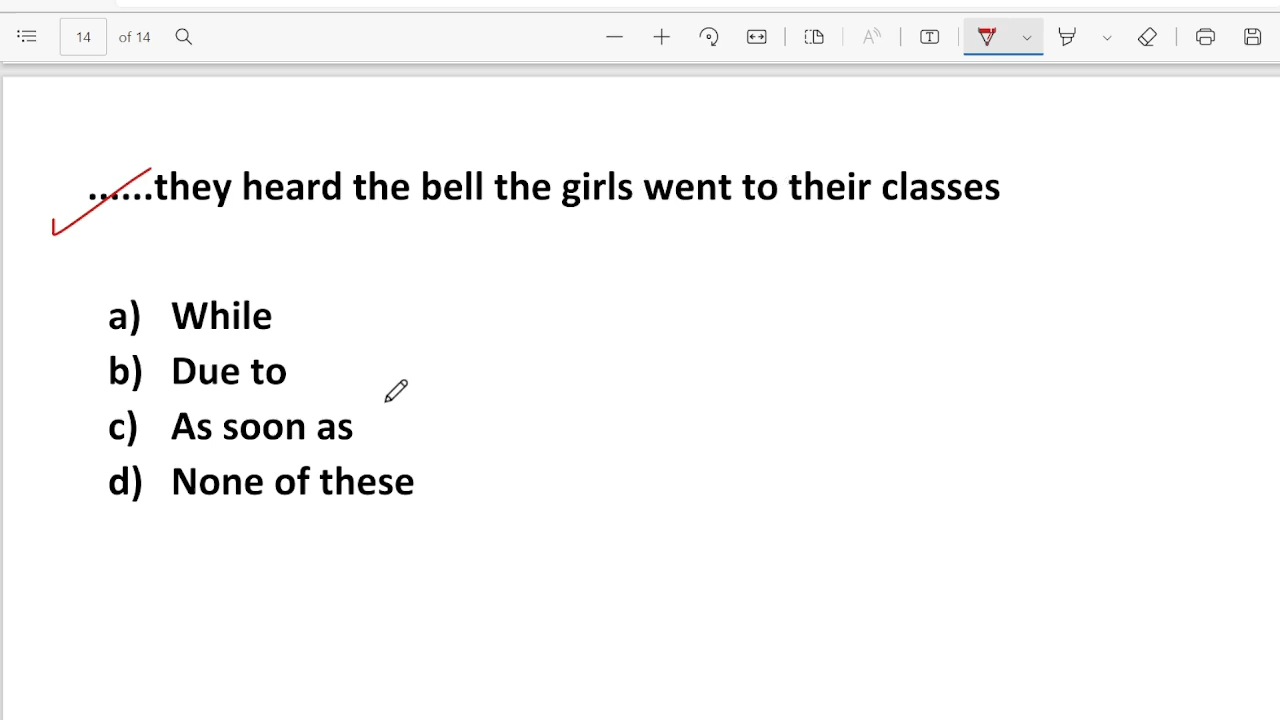 14 of 14
......they heard the bell the girls went to their classes
a) While
b) Due to
c) As soon as
d) None of these